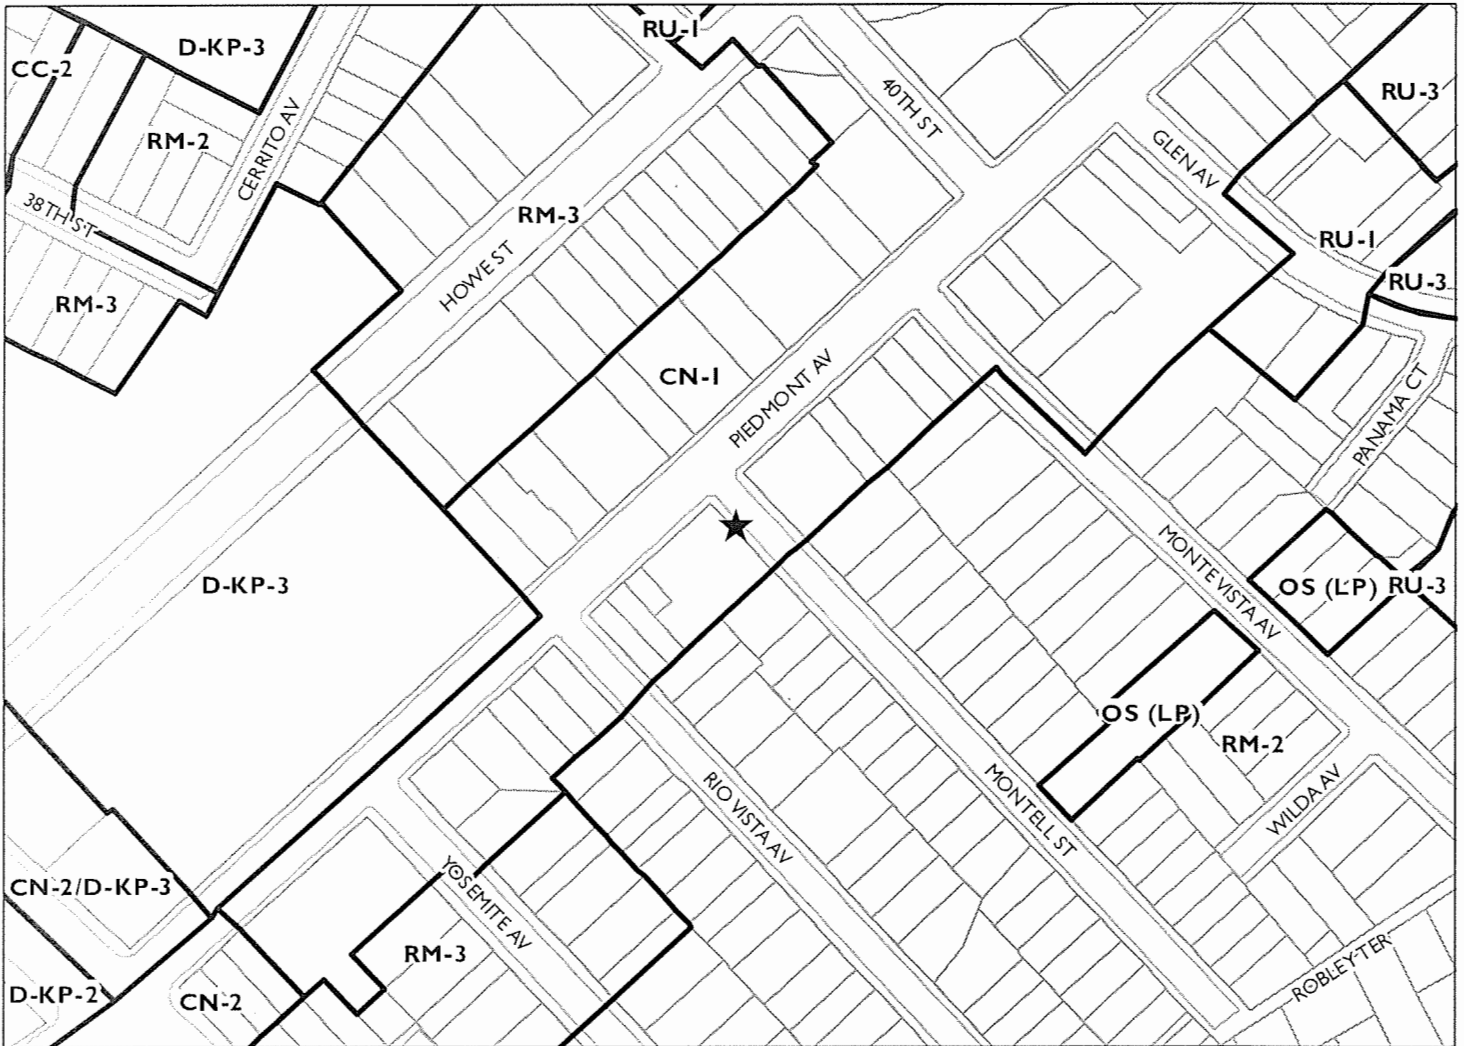 RU-1
D-KP-3
CC-2
RU-3
40TH ST
RM-2
CERRITO AV
GLEN AV
38TH ST
RM-3
RU-1
HOWE ST
RU-3
RM-3
CN-1
PIEDMONT AV
PANAMA CT
D-KP-3
MONTE VISTA AV
OS (LP)
RU-3
OS (LP)
RM-2
RIO VISTA AV
MONTELL ST
WILDA AV
CN-2/D-KP-3
YOSEMITE AV
RM-3
ROBLEY TER
D-KP-2
CN-2